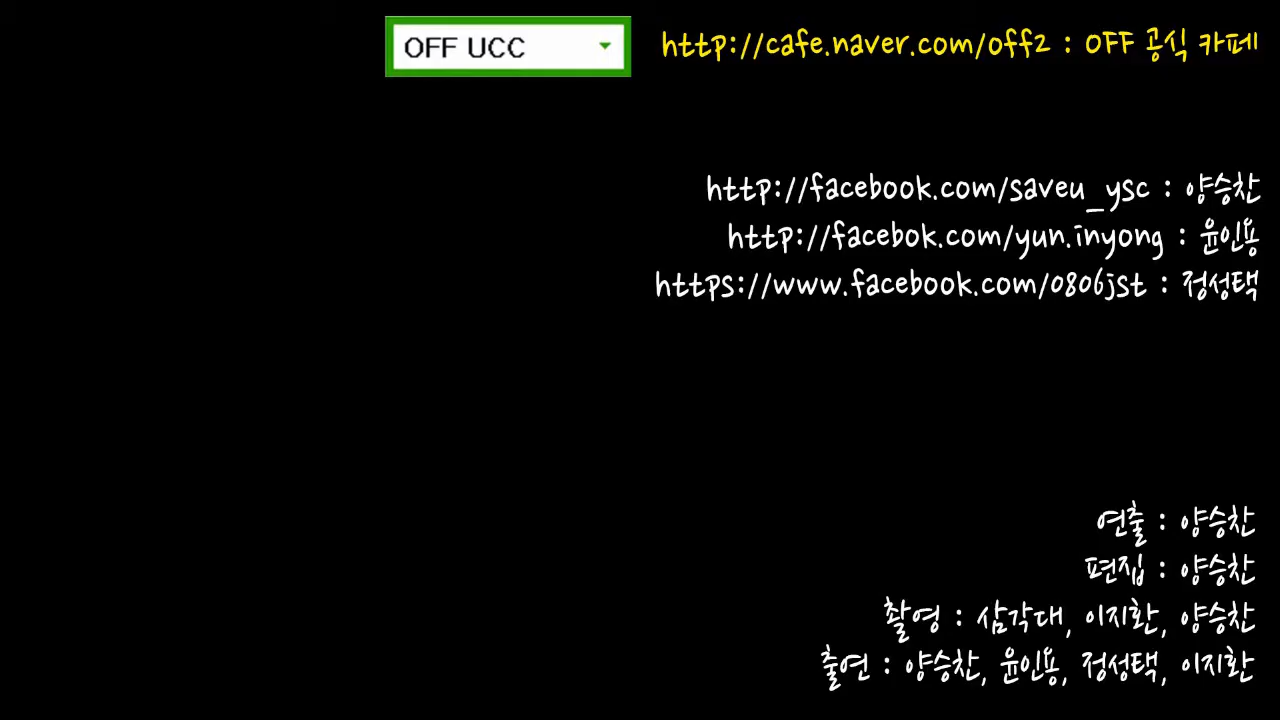 OFF UCC http://cafe.naver.com/off2 : OFF 공식 카페
http://facebook.com/saveu_ysc : 양승찬
http://facebok.com/yun.inyong : 윤인용
https://www.facebook.com/0806jst : 정성택
연출 : 양승찬
편집 : 양승찬
촬영 : 삼각대, 이지환, 양승찬
출연 : 양승찬, 윤인용, 정성택, 이지환